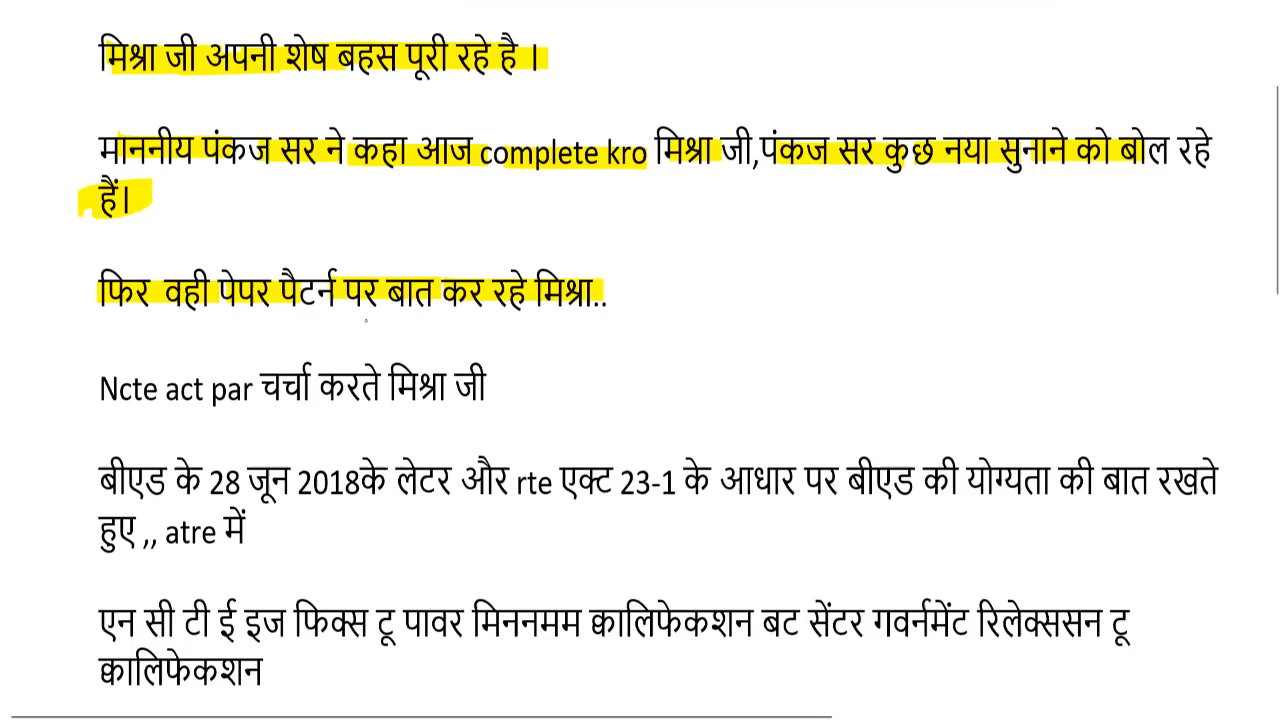 मिश्रा जी अपनी शेष बहस पूरी रहे है ।
माननीय पंकज सर ने कहा आज complete kro मिश्रा जी,पंकज सर कुछ नया सुनाने को बोल रहे
हैं।
फिर वही पेपर पैटर्न पर बात कर रहे मिश्रा..
Ncte act par चर्चा करते मिश्रा जी
बीएड के 28 जून 2018के लेटर और rte एक्ट 23-1 के आधार पर बीएड की योग्यता की बात रखते
हुए ,, atre में
एन सी टी ई इज फिक्स टू पावर मिननमम क्वालिफेकशन बट सेंटर गवर्नमेंट रिलेक्ससन टू
क्वालिफेकशन